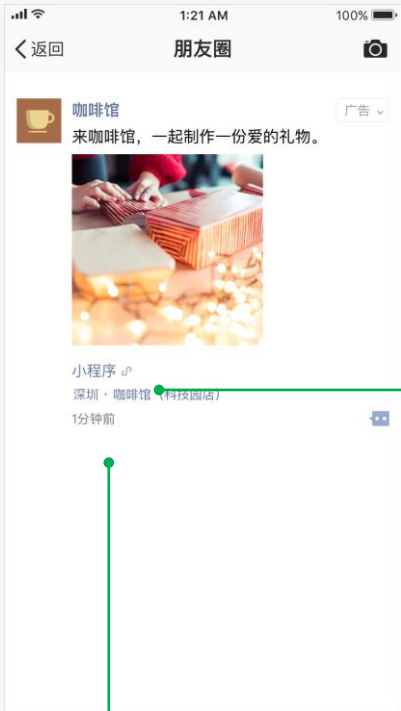 1:21 AM
100%
返回
朋友圈
咖啡馆
广告
来咖啡馆，一起制作一份爱的礼物。
小程序
深圳·咖啡馆（科技园店）
1分钟前